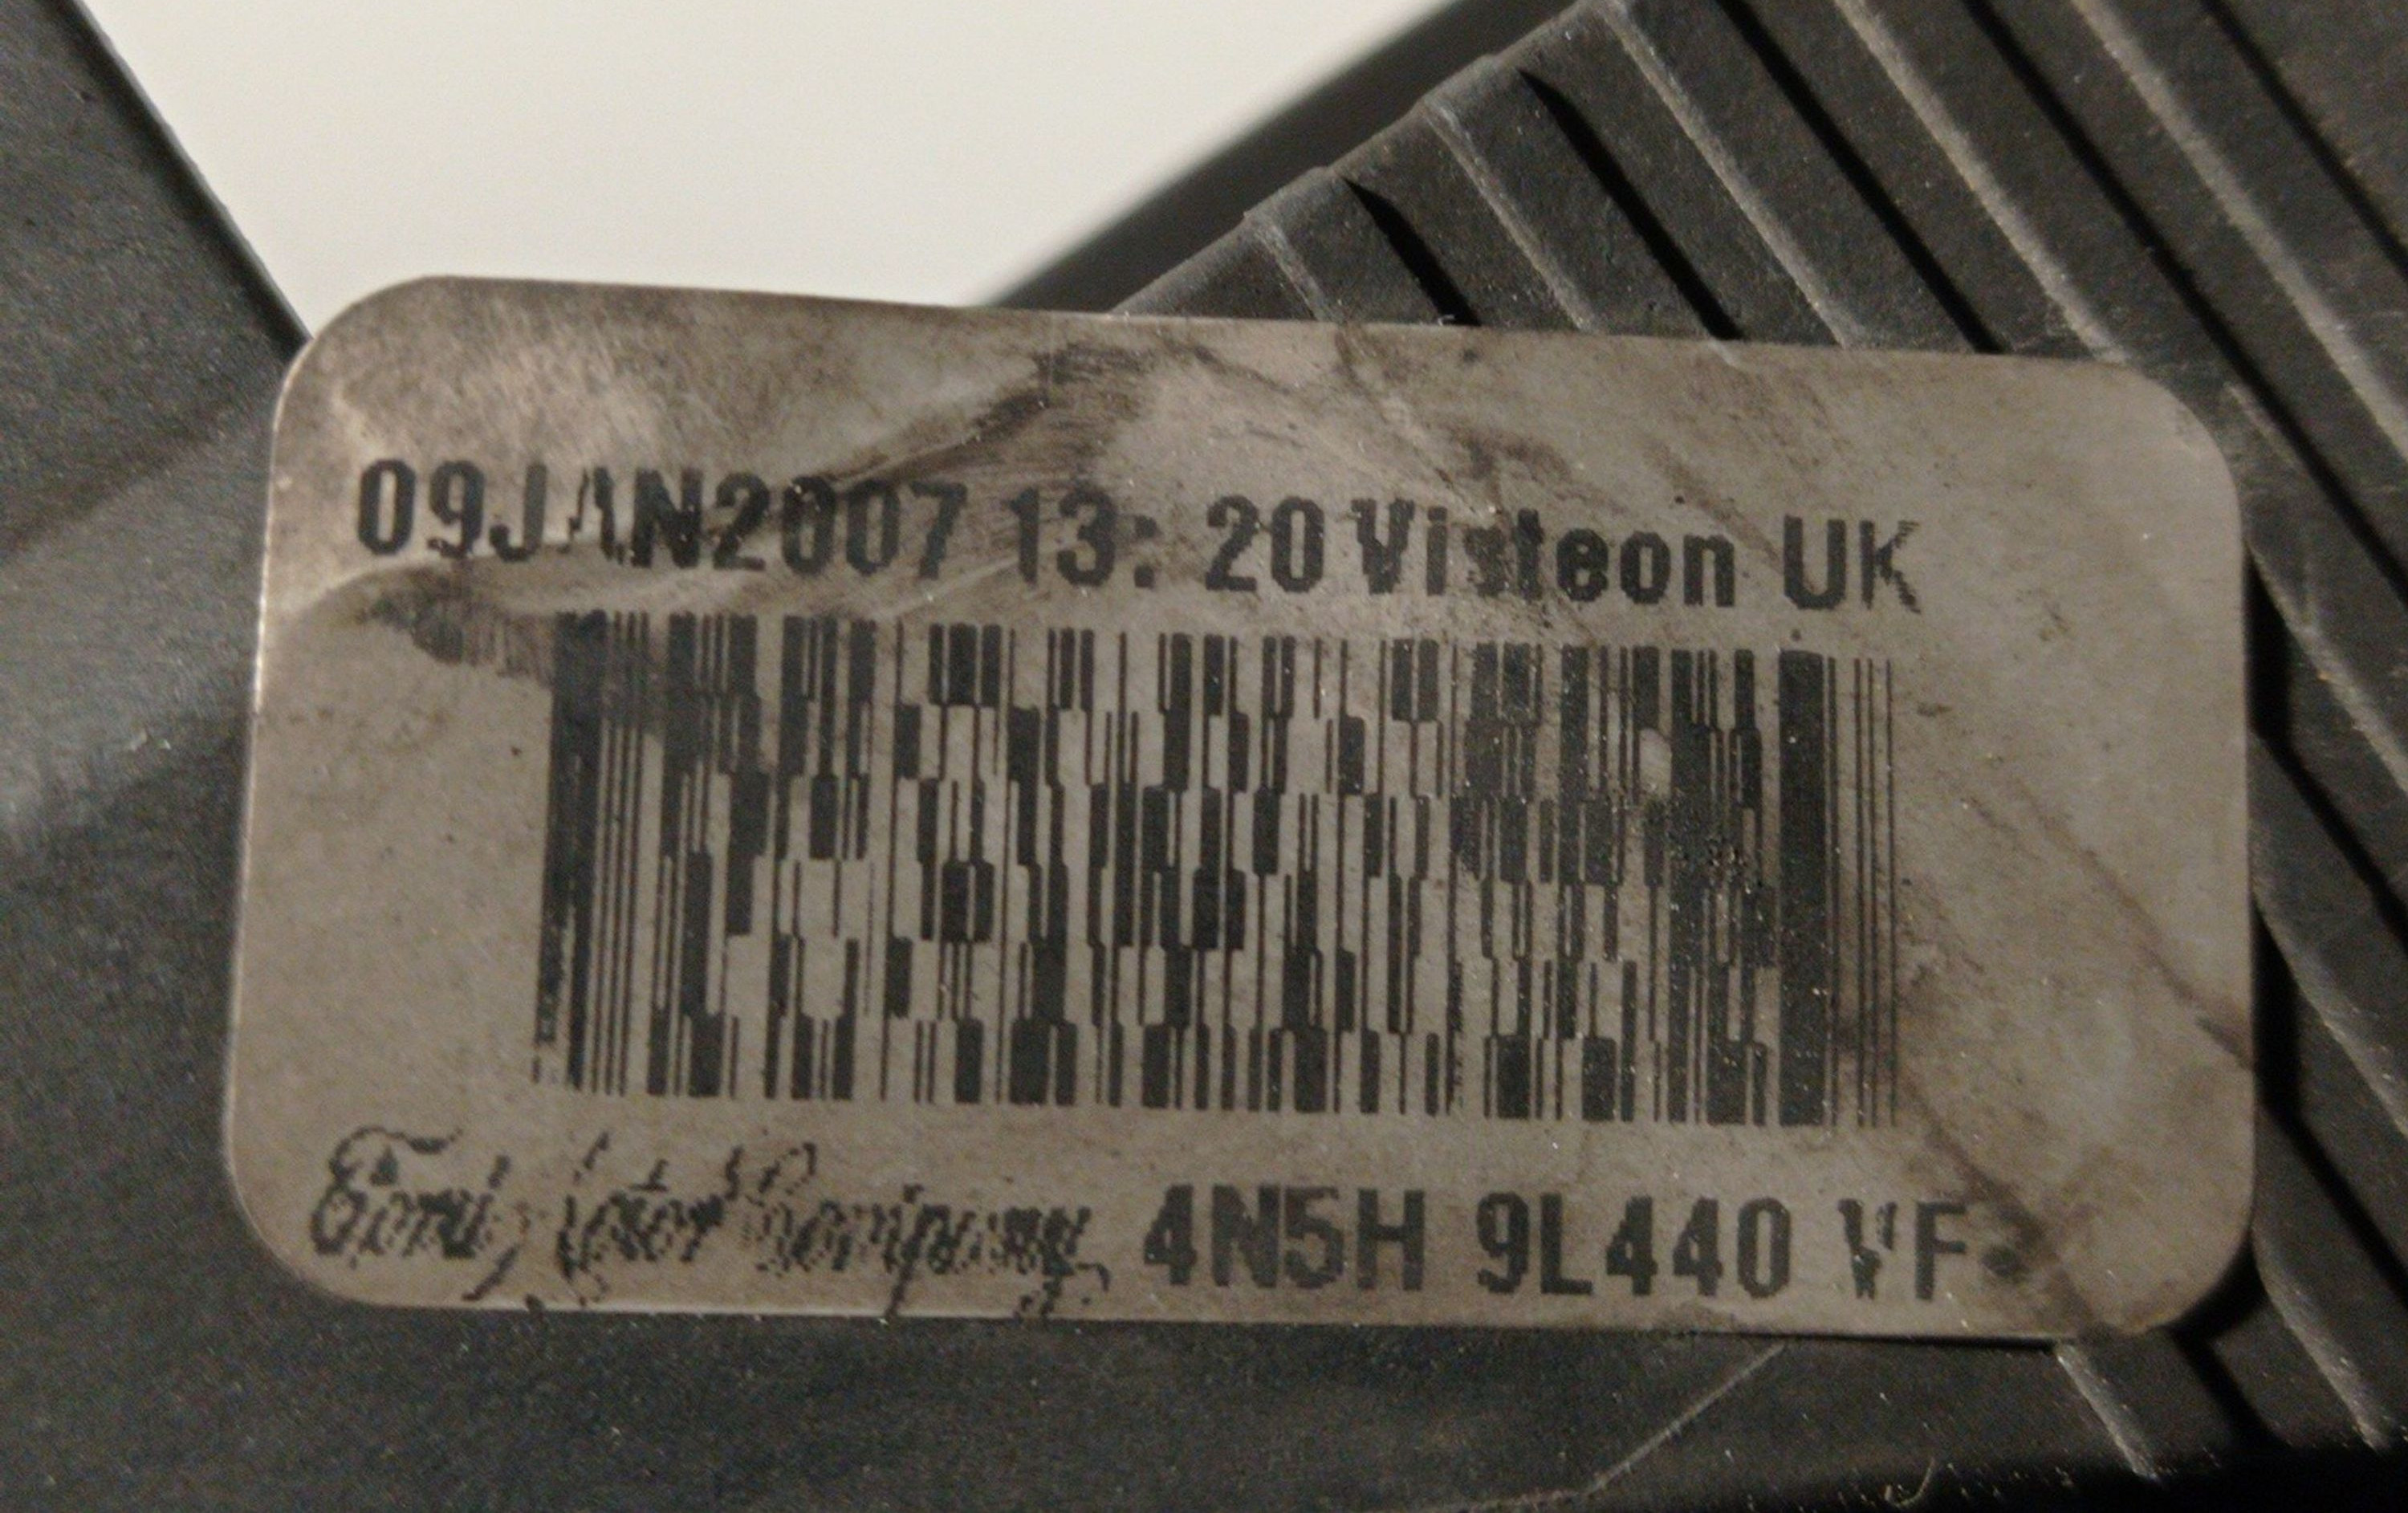 09JAN2007 13: 20 Visteon UK
Ford Motor Company 4N5H 9L440 VF